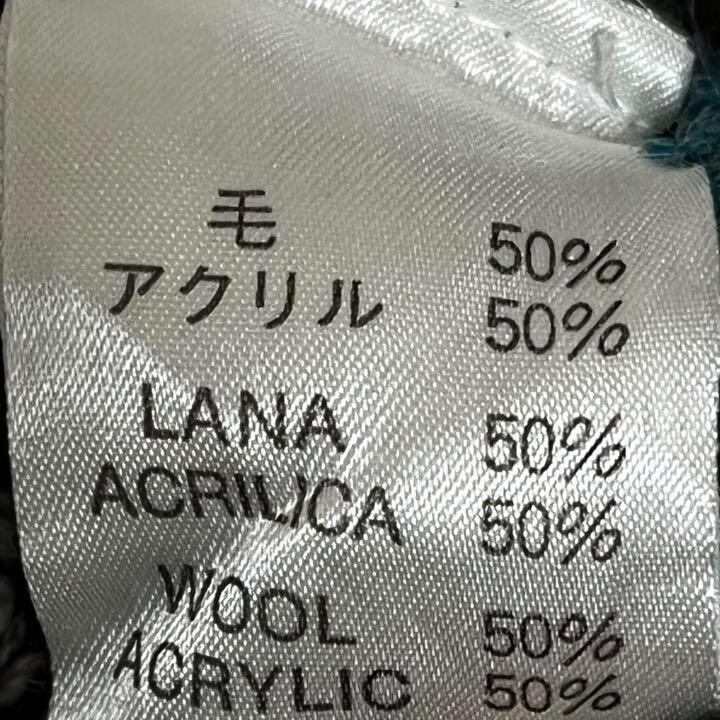 毛 50%
アクリル 50%
LANA 50%
ACRILICA 50%
WOOL 50%
ACRYLIC 50%